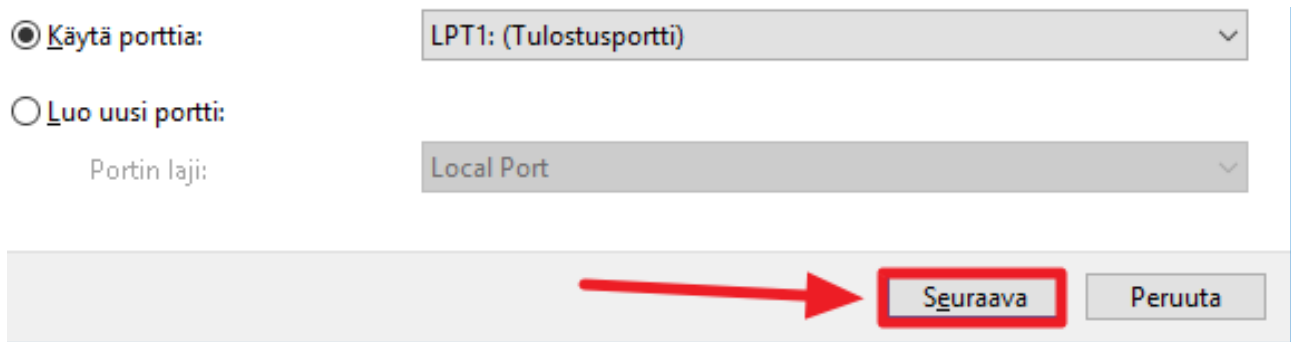 Käytä porttia: LPT1: (Tulostusportti)
Luo uusi portti:
Portin laji: Local Port
Seuraava Peruuta